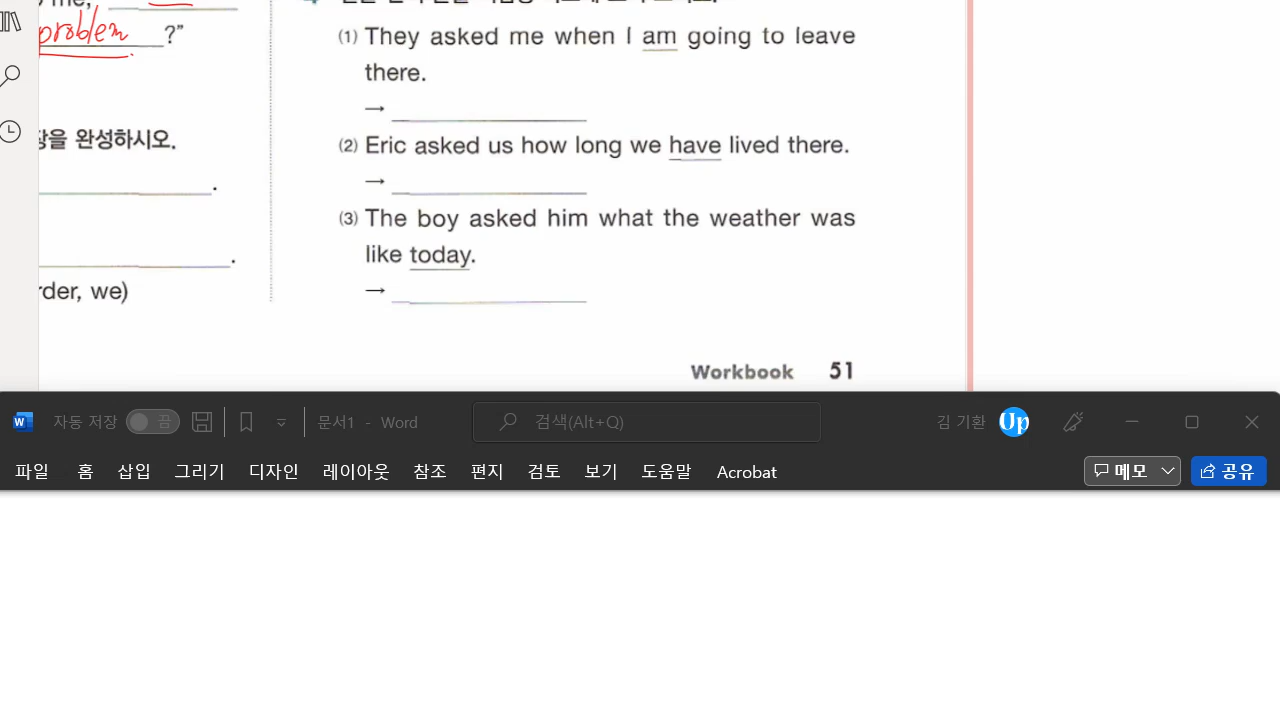 problem ?"
장을 완성하시오.
.
.
rder, we)
(1) They asked me when I am going to leave
there.
→
(2) Eric asked us how long we have lived there.
→
(3) The boy asked him what the weather was
like today.
→
Workbook 51
자동 저장 끔 문서1 - Word 검색(Alt+Q) 김 기환 Up
파일 홈 삽입 그리기 디자인 레이아웃 참조 편지 검토 보기 도움말 Acrobat 메모 공유